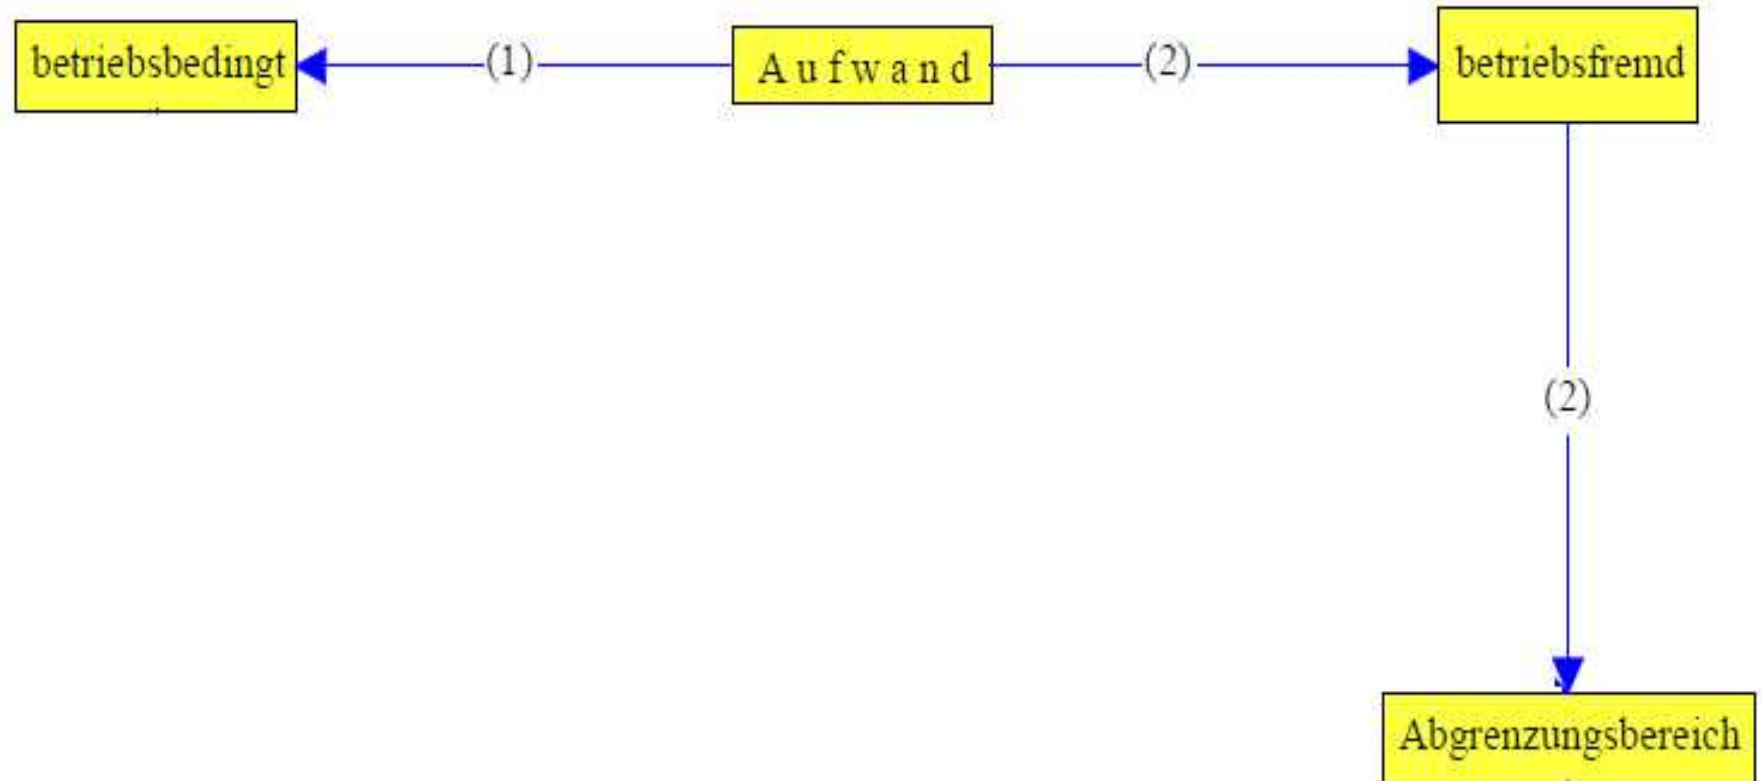 betriebsbedingt
(1)
A u f w a n d
(2)
betriebsfremd
(2)
Abgrenzungsbereich